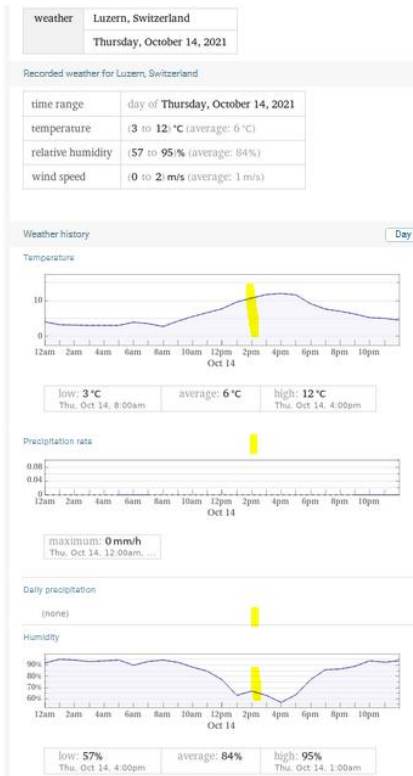 weather Luzern, Switzerland
Thursday, October 14, 2021
Recorded weather for Luzern, Switzerland
time range day of Thursday, October 14, 2021
temperature (3 to 12) °C (average: 6 °C)
relative humidity (57 to 95)% (average: 84%)
wind speed (0 to 2) m/s (average: 1 m/s)
Weather history Day
Temperature
10
0
12am 2am 4am 6am 8am 10am 12pm 2pm 4pm 6pm 8pm 10pm
Oct 14
low: 3 °C average: 6 °C high: 12 °C
Thu, Oct 14, 8:00am Thu, Oct 14, 4:00pm
Precipitation rate
0.08
0.04
0
12am 2am 4am 6am 8am 10am 12pm 2pm 4pm 6pm 8pm 10pm
Oct 14
maximum: 0 mm/h
Thu, Oct 14, 12:00am, ...
Daily precipitation
(none)
Humidity
90%
80%
70%
60%
12am 2am 4am 6am 8am 10am 12pm 2pm 4pm 6pm 8pm 10pm
Oct 14
low: 57% average: 84% high: 95%
Thu, Oct 14, 4:00pm Thu, Oct 14, 1:00am